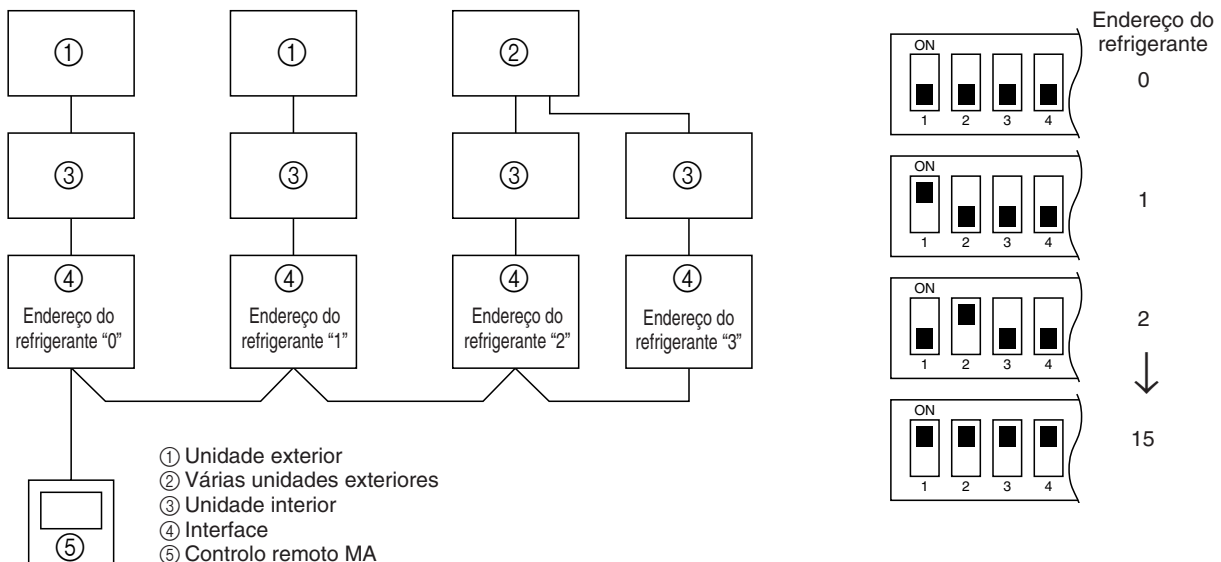 ① ① ②
③ ③ ③ ③
④ ④ ④ ④
Endereço do
refrigerante “0”
Endereço do
refrigerante “1”
Endereço do
refrigerante “2”
Endereço do
refrigerante “3”
⑤
① Unidade exterior
② Várias unidades exteriores
③ Unidade interior
④ Interface
⑤ Controlo remoto MA
Endereço do
refrigerante
ON
0
1 2 3 4
ON
1
1 2 3 4
ON
2
1 2 3 4
ON
15
1 2 3 4